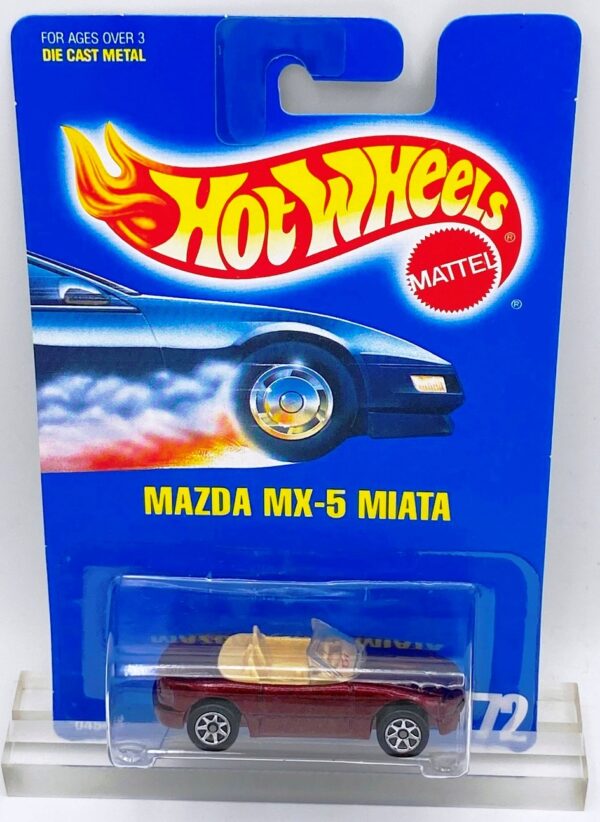 FOR AGES OVER 3
DIE CAST METAL
HOT WHEELS
®
MATTEL
®
MAZDA MX-5 MIATA
72